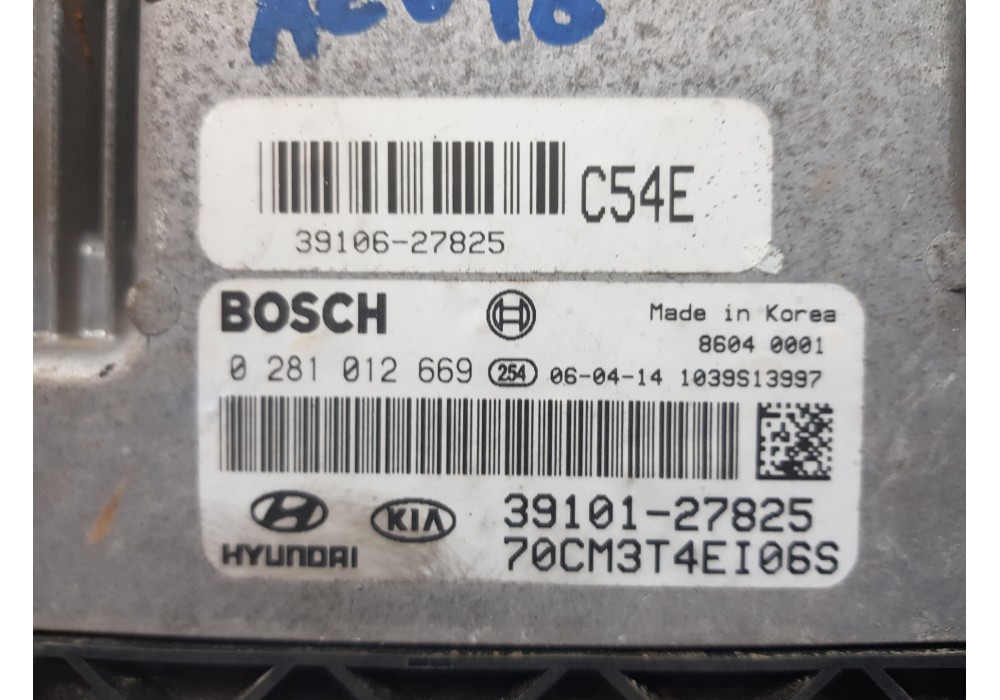 C54E
39106-27825
BOSCH
Made in Korea
8604 0001
0 281 012 669 254 06-04-14 1039S13997
HYUNDAI KIA 39101-27825
70CM3T4EI06S